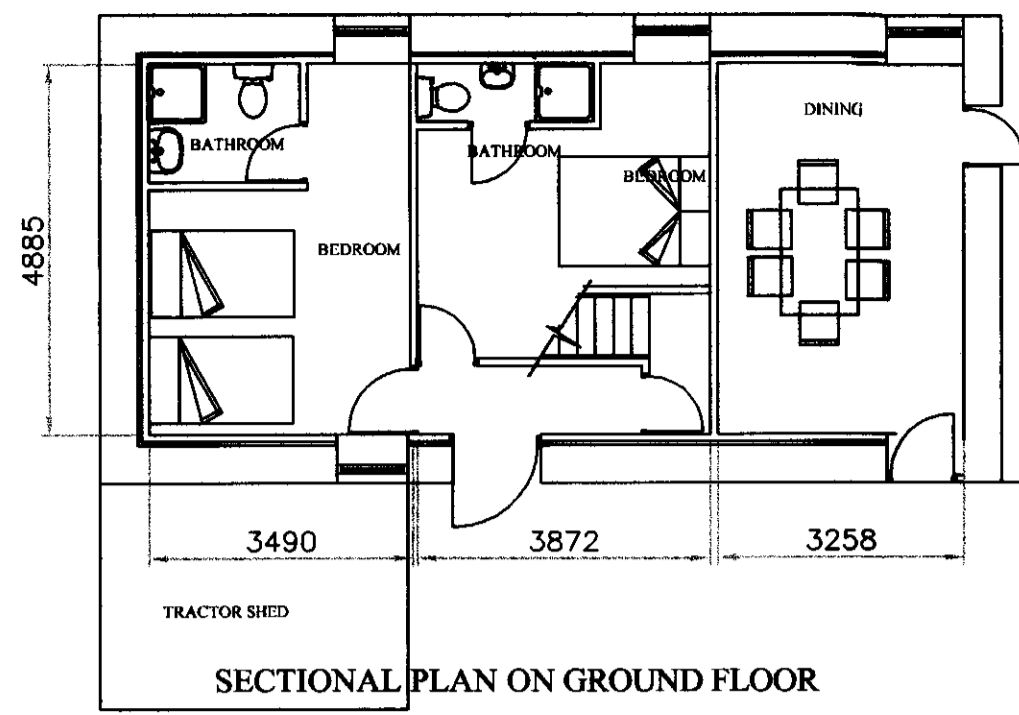 DINING
BATHROOM
BATHROOM
BEDROOM
BEDROOM
4885
3490
3872
3258
TRACTOR SHED
SECTIONAL PLAN ON GROUND FLOOR